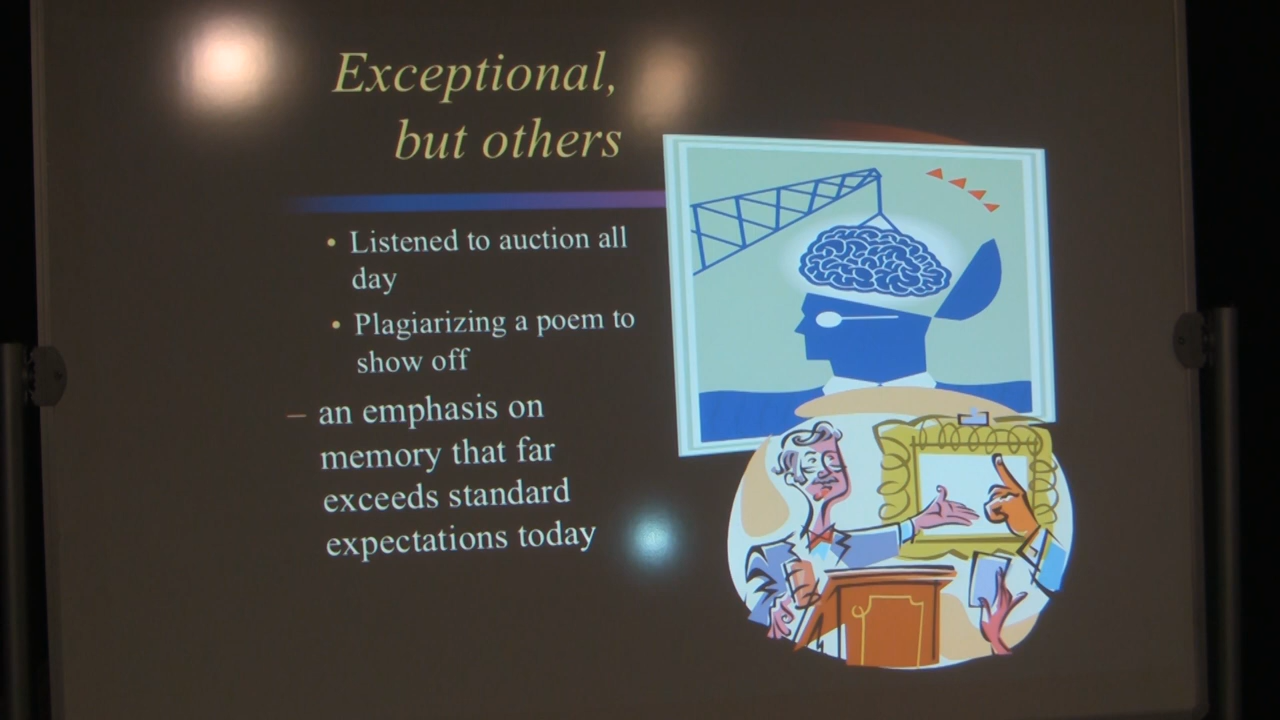 Exceptional,
but others
• Listened to auction all
day
• Plagiarizing a poem to
show off
– an emphasis on
memory that far
exceeds standard
expectations today